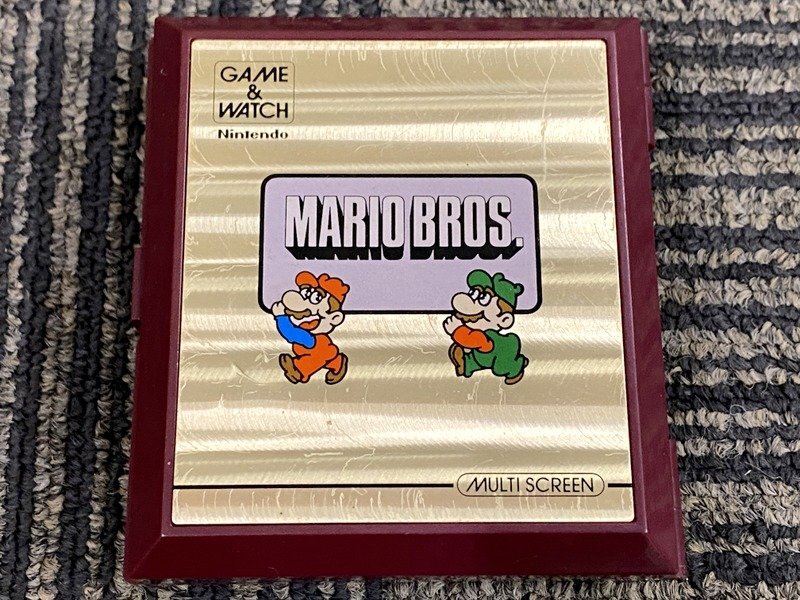 GAME
&
WATCH
Nintendo
MARIO BROS.
MULTI SCREEN